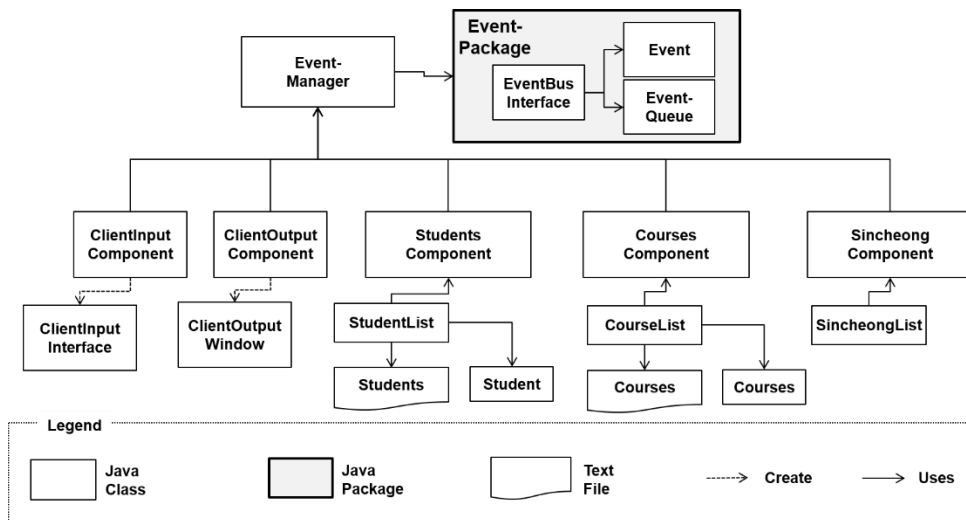 Event-
Package
Event-
Manager
EventBus
Interface
Event
Event-
Queue
ClientInput
Component
ClientOutput
Component
Students
Component
Courses
Component
Sincheong
Component
ClientInput
Interface
ClientOutput
Window
StudentList
CourseList
SincheongList
Students
Student
Courses
Courses
Legend
Java
Class
Java
Package
Text
File
Create
Uses